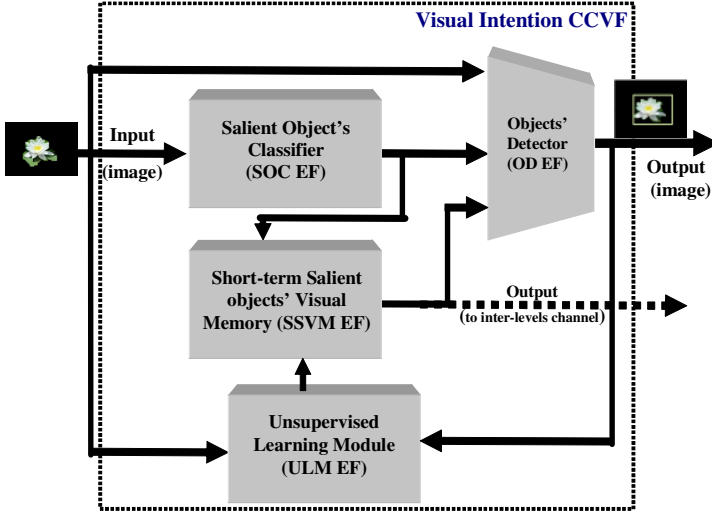 Visual Intention CCVF
Input
(image)
Salient Object's
Classifier
(SOC EF)
Objects'
Detector
(OD EF)
Output
(image)
Short-term Salient
objects' Visual
Memory (SSVM EF)
Output
(to inter-levels channel)
Unsupervised
Learning Module
(ULM EF)